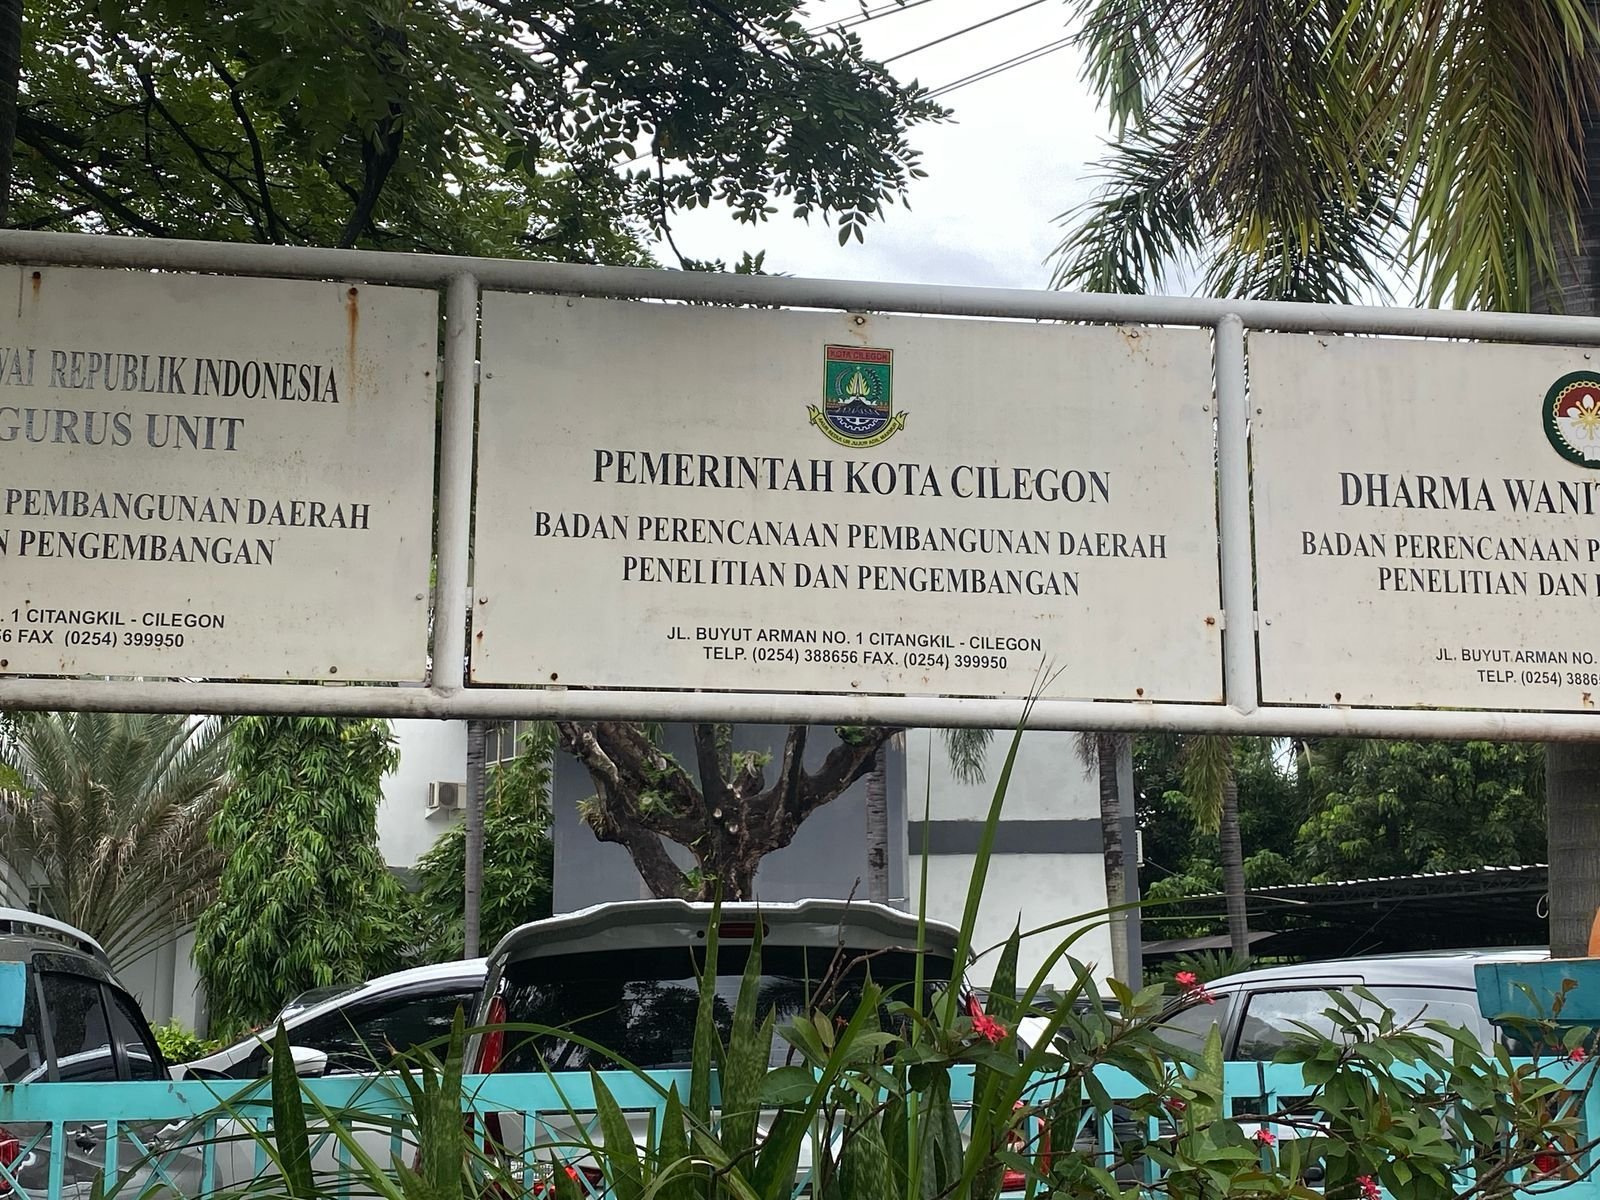 REPUBLIK INDONESIA
GURUS UNIT
PEMBANGUNAN DAERAH
PENGEMBANGAN
1 CITANGKIL - CILEGON
56 FAX (0254) 399950
KOTA CILEGON
PEMERINTAH KOTA CILEGON
BADAN PERENCANAAN PEMBANGUNAN DAERAH
PENELITIAN DAN PENGEMBANGAN
JL. BUYUT ARMAN NO. 1 CITANGKIL - CILEGON
TELP. (0254) 388656 FAX. (0254) 399950
DHARMA WANIT
BADAN PERENCANAAN P
PENELITIAN DAN
JL. BUYUT ARMAN NO.
TELP. (0254) 38865